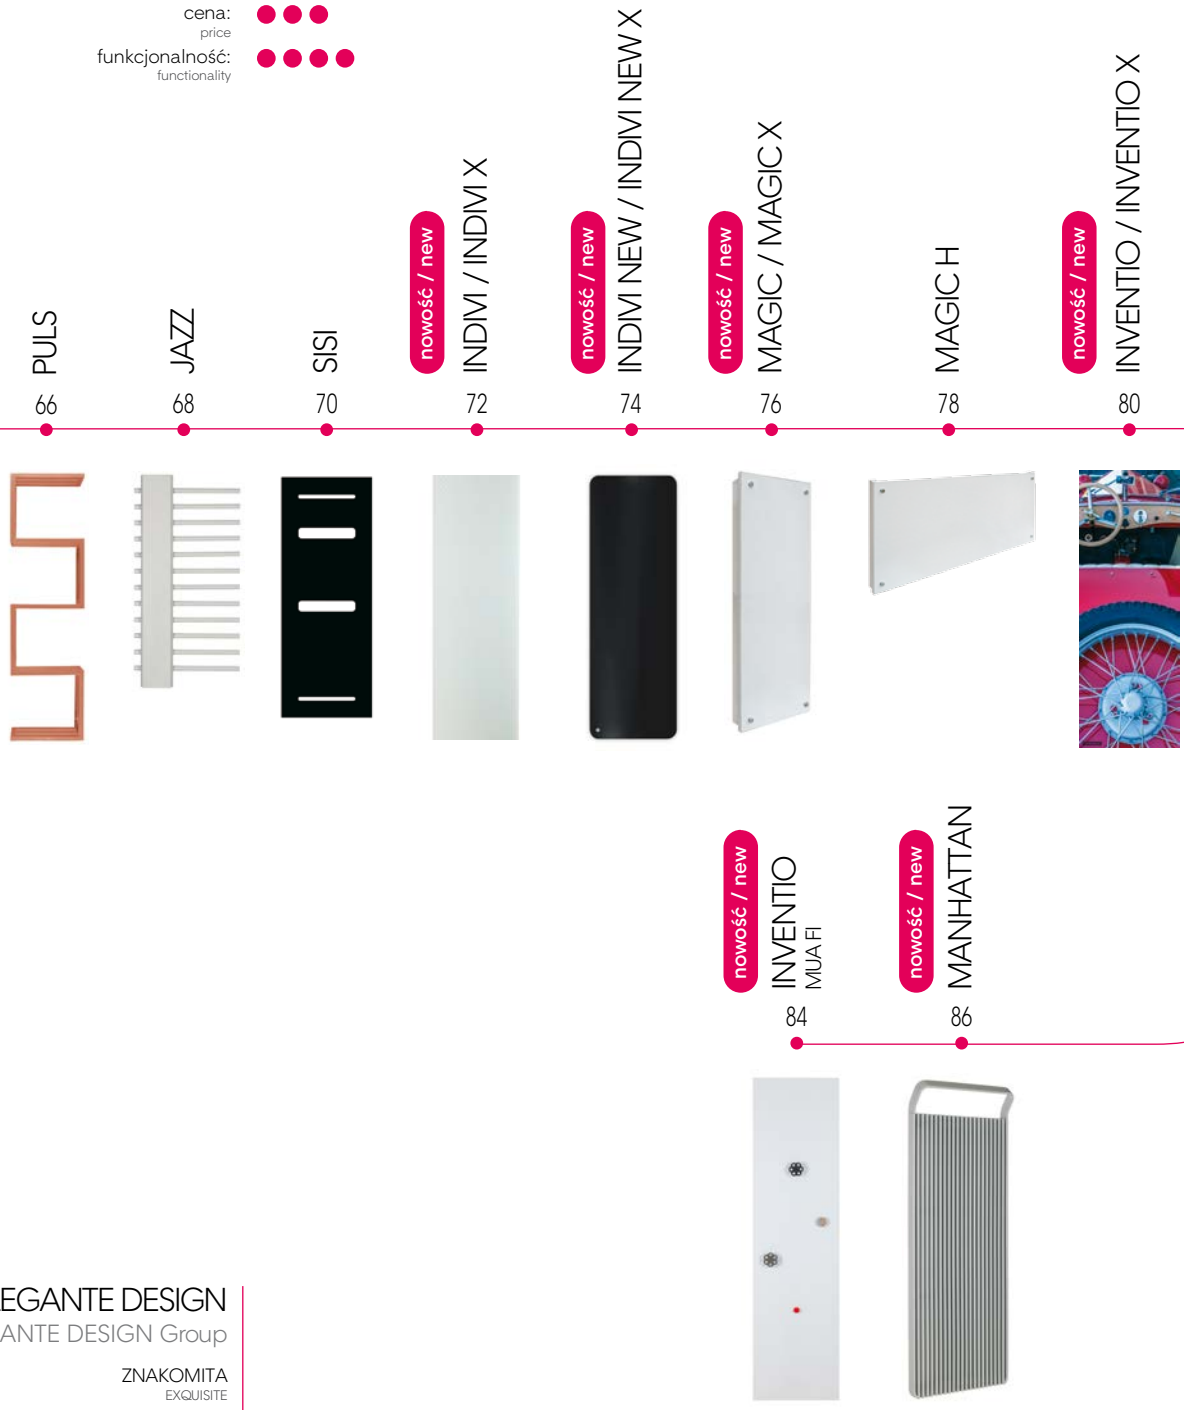 cena:
price
funkcjonalność:
functionality
PULS
66
JAZZ
68
SISI
70
nowość / new
INDIVI / INDIVI X
72
nowość / new
INDIVI NEW / INDIVI NEW X
74
nowość / new
MAGIC / MAGIC X
76
MAGIC H
78
nowość / new
INVENTIO / INVENTIO X
80
nowość / new
INVENTIO
MUA FI
84
nowość / new
MANHATTAN
86
EGANTE DESIGN
ANTE DESIGN Group
ZNAKOMITA
EXQUISITE